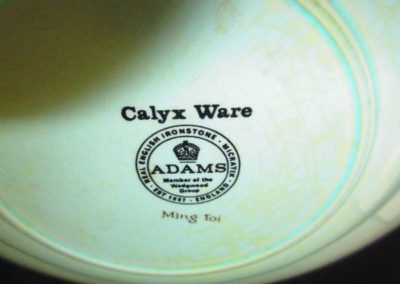 Calyx Ware
REAL ENGLISH IRONSTONE · MICRATEX
ADAMS
Member of the
Wedgwood
Group
EST 1657 · ENGLAND
Ming Toi